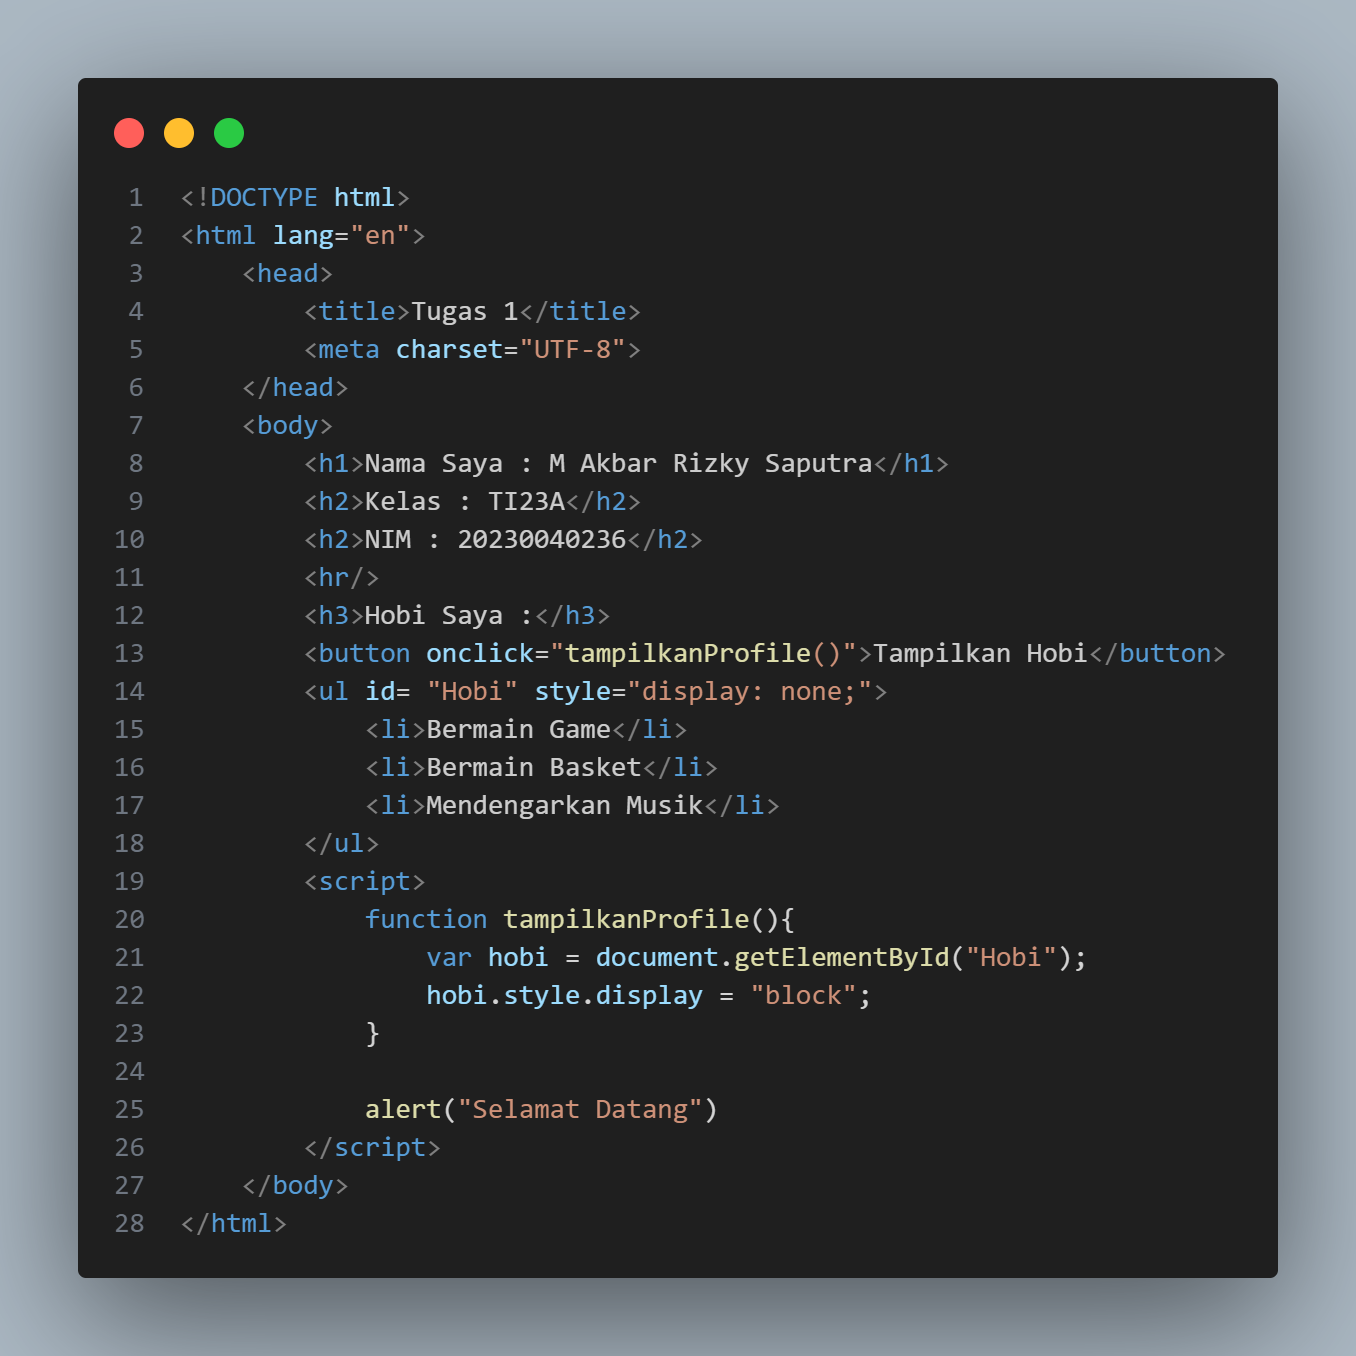 1 <!DOCTYPE html>
2 <html lang="en">
3     <head>
4         <title>Tugas 1</title>
5         <meta charset="UTF-8">
6     </head>
7     <body>
8         <h1>Nama Saya : M Akbar Rizky Saputra</h1>
9         <h2>Kelas : TI23A</h2>
10         <h2>NIM : 20230040236</h2>
11         <hr/>
12         <h3>Hobi Saya :</h3>
13         <button onclick="tampilkanProfile()">Tampilkan Hobi</button>
14         <ul id= "Hobi" style="display: none;">
15             <li>Bermain Game</li>
16             <li>Bermain Basket</li>
17             <li>Mendengarkan Musik</li>
18         </ul>
19         <script>
20             function tampilkanProfile(){
21                 var hobi = document.getElementById("Hobi");
22                 hobi.style.display = "block";
23             }
24
25             alert("Selamat Datang")
26         </script>
27     </body>
28 </html>